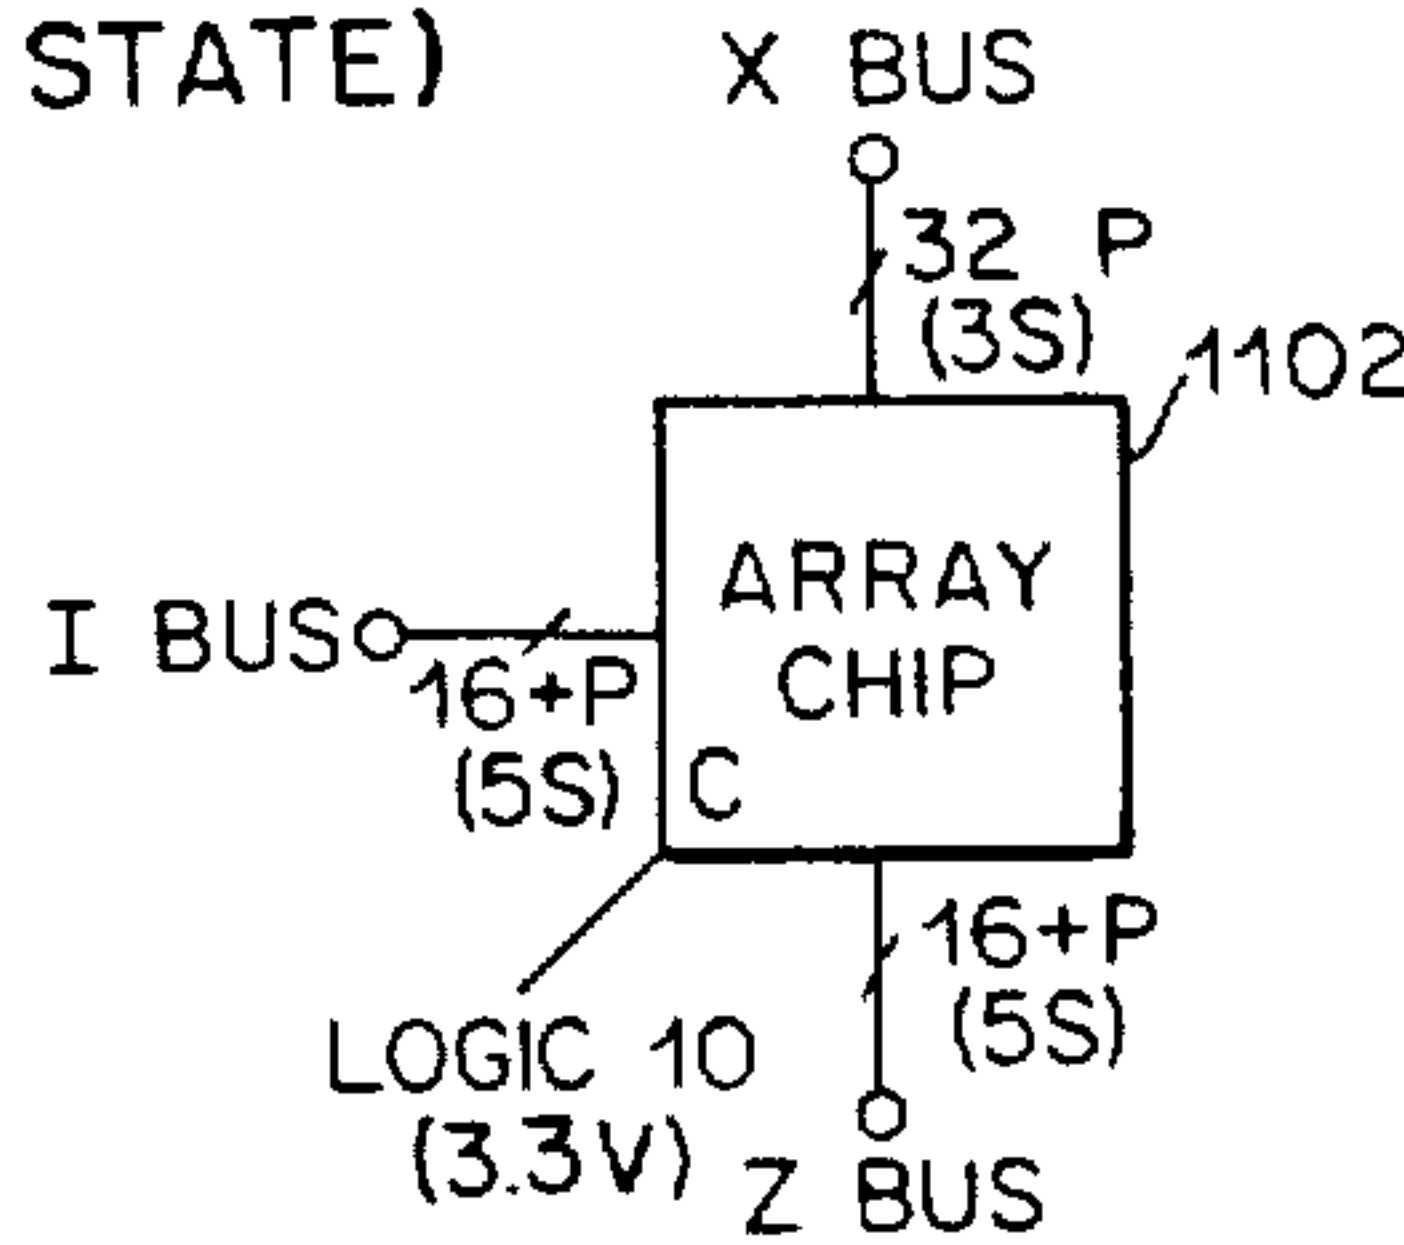 STATE)
X BUS
32 P
(3S)
1102
ARRAY
CHIP
I BUS
16+P
(5S)
C
16+P
(5S)
LOGIC 10
(3.3V)
Z BUS